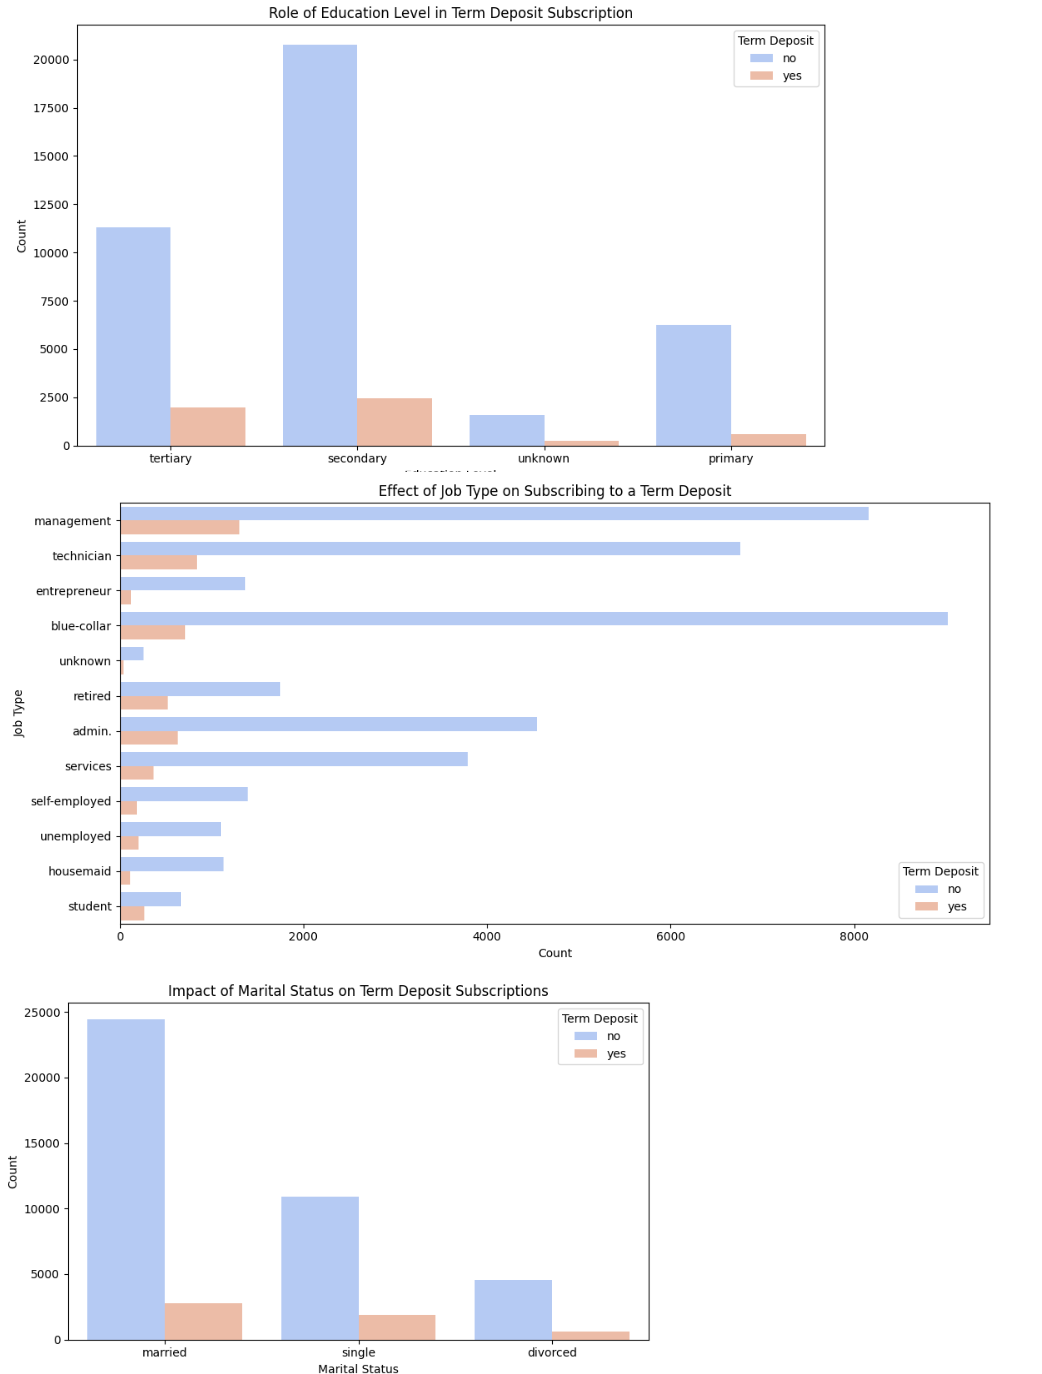 Role of Education Level in Term Deposit Subscription
Term Deposit
no
yes
20000
17500
15000
12500
10000
7500
5000
2500
0
Count
tertiary secondary unknown primary
Education Level
Effect of Job Type on Subscribing to a Term Deposit
management
technician
entrepreneur
blue-collar
unknown
retired
admin.
services
self-employed
unemployed
housemaid
student
Job Type
Term Deposit
no
yes
0 2000 4000 6000 8000
Count
Impact of Marital Status on Term Deposit Subscriptions
Term Deposit
no
yes
25000
20000
15000
10000
5000
0
Count
married single divorced
Marital Status